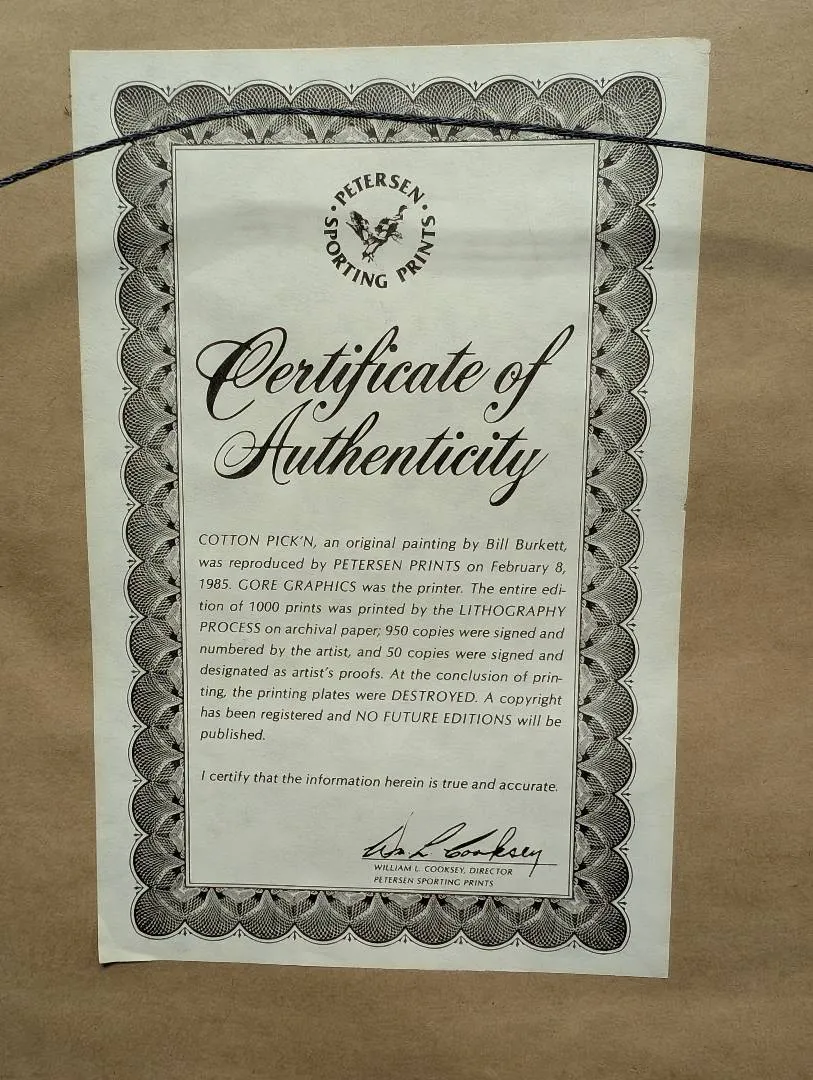 • PETERSEN •
SPORTING PRINTS
Certificate of
Authenticity
COTTON PICK'N, an original painting by Bill Burkett,
was reproduced by PETERSEN PRINTS on February 8,
1985. GORE GRAPHICS was the printer. The entire edi-
tion of 1000 prints was printed by the LITHOGRAPHY
PROCESS on archival paper; 950 copies were signed and
numbered by the artist, and 50 copies were signed and
designated as artist's proofs. At the conclusion of prin-
ting, the printing plates were DESTROYED. A copyright
has been registered and NO FUTURE EDITIONS will be
published.
I certify that the information herein is true and accurate.
Wm L Cooksey
WILLIAM L. COOKSEY, DIRECTOR
PETERSEN SPORTING PRINTS